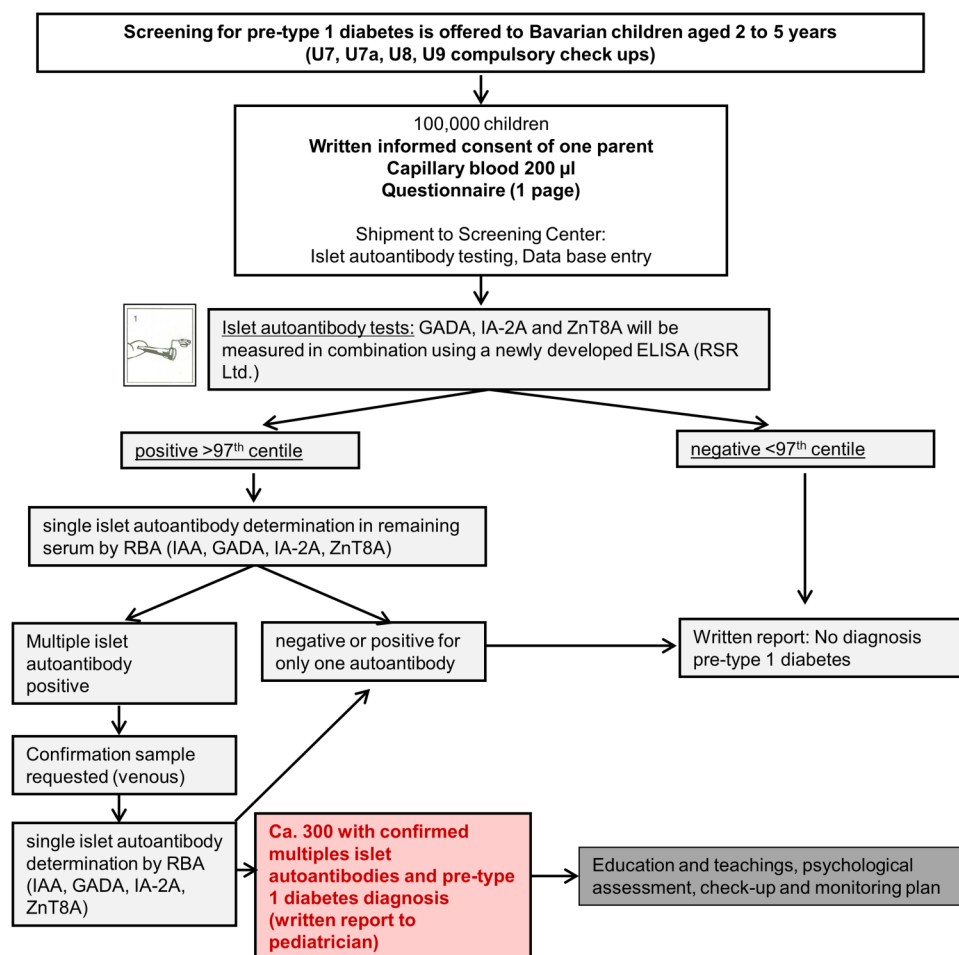 Screening for pre-type 1 diabetes is offered to Bavarian children aged 2 to 5 years
(U7, U7a, U8, U9 compulsory check ups)
100,000 children
Written informed consent of one parent
Capillary blood 200 µl
Questionnaire (1 page)
Shipment to Screening Center:
Islet autoantibody testing, Data base entry
1
Islet autoantibody tests: GADA, IA-2A and ZnT8A will be
measured in combination using a newly developed ELISA (RSR
Ltd.)
positive >97th centile
negative <97th centile
single islet autoantibody determination in remaining
serum by RBA (IAA, GADA, IA-2A, ZnT8A)
Multiple islet
autoantibody
positive
negative or positive for
only one autoantibody
Written report: No diagnosis
pre-type 1 diabetes
Confirmation sample
requested (venous)
single islet autoantibody
determination by RBA
(IAA, GADA, IA-2A,
ZnT8A)
Ca. 300 with confirmed
multiples islet
autoantibodies and pre-type
1 diabetes diagnosis
(written report to
pediatrician)
Education and teachings, psychological
assessment, check-up and monitoring plan